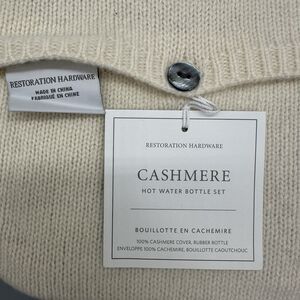 RESTORATION HARDWARE
MADE IN CHINA
FABRIQUÉ EN CHINE
RESTORATION HARDWARE
CASHMERE
HOT WATER BOTTLE SET
BOUILLOTTE EN CACHEMIRE
100% CASHMERE COVER, RUBBER BOTTLE
ENVELOPPE 100% CACHEMIRE, BOUILLOTTE CAOUTCHOUC